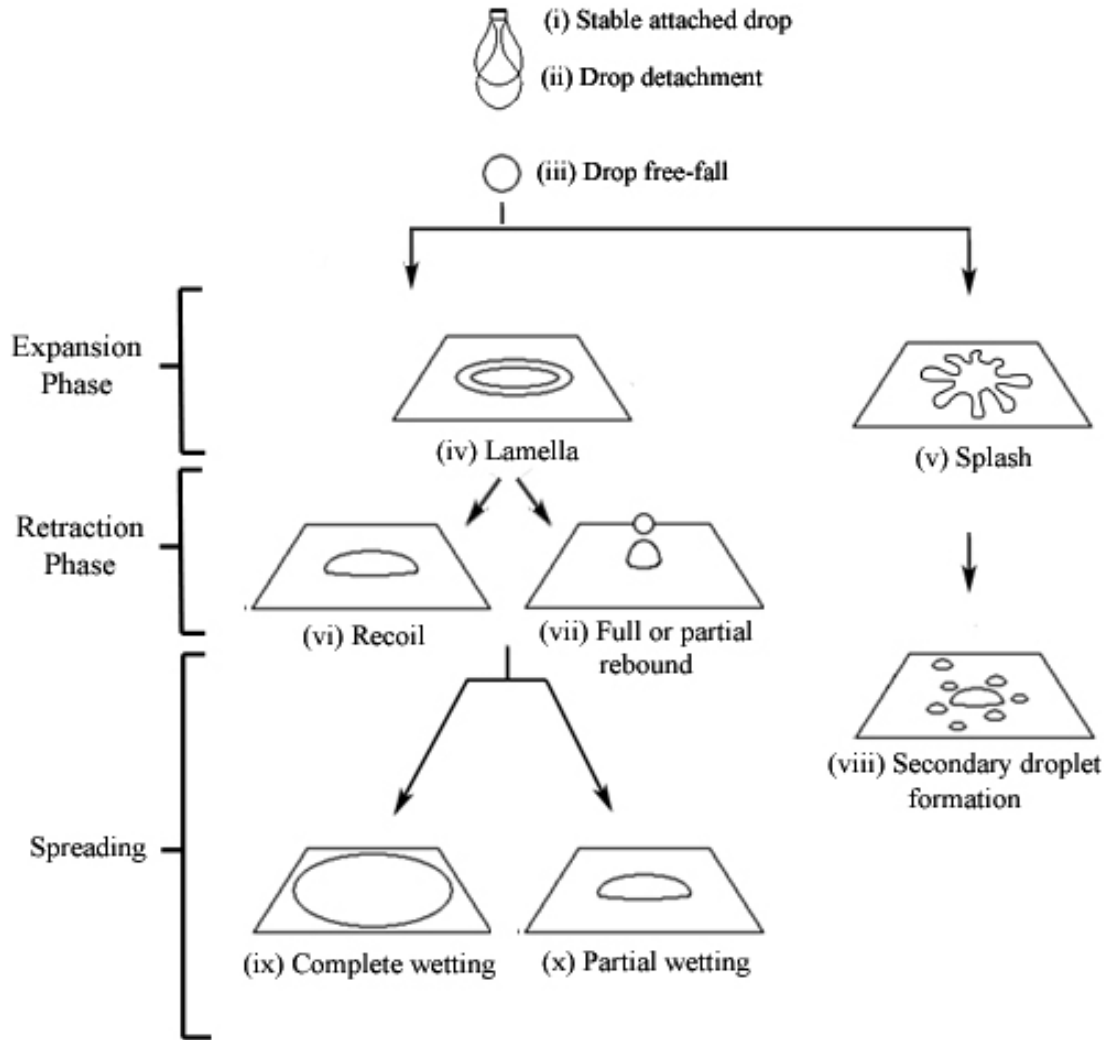 (i) Stable attached drop
(ii) Drop detachment
(iii) Drop free-fall
Expansion
Phase
(iv) Lamella
(v) Splash
Retraction
Phase
(vi) Recoil
(vii) Full or partial
rebound
(viii) Secondary droplet
formation
Spreading
(ix) Complete wetting
(x) Partial wetting